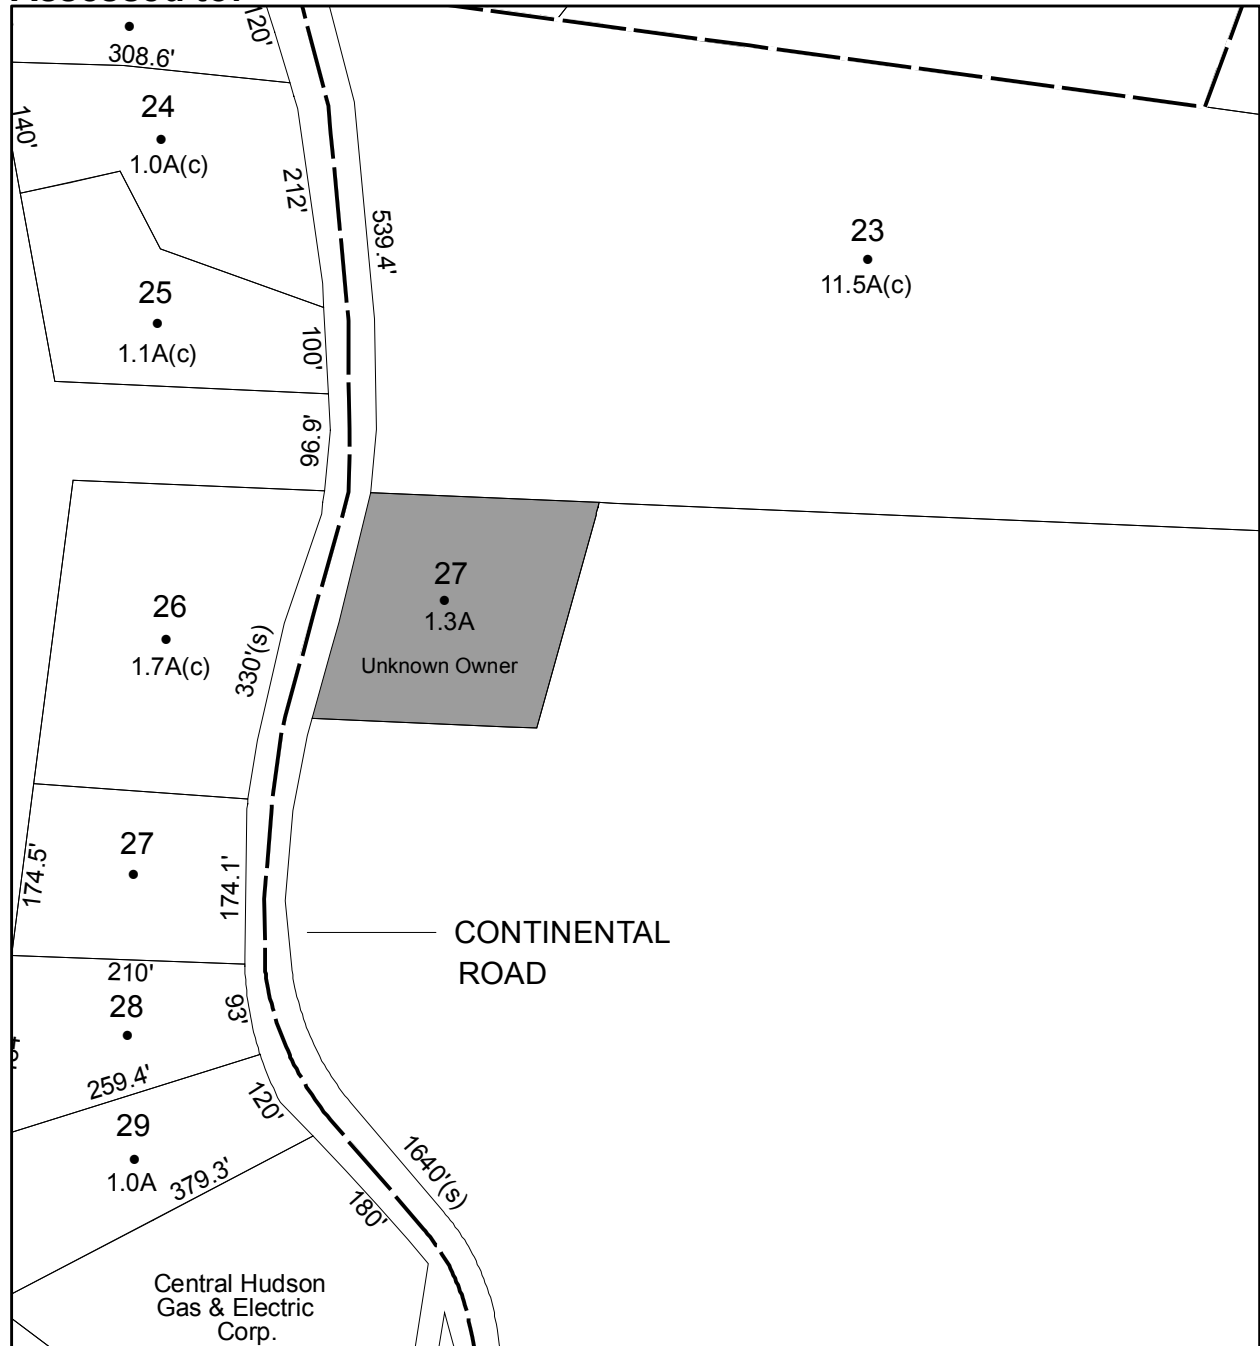 120'
308.6'
24
1.0A(c)
140'
212'
539.4'
23
11.5A(c)
25
1.1A(c)
100'
96.9'
27
1.3A
Unknown Owner
26
1.7A(c)
330'(s)
27
174.5'
174.1'
CONTINENTAL
ROAD
210'
28
93'
259.4'
120'
29
1.0A
379.3'
1640'(s)
180'
Central Hudson
Gas & Electric
Corp.